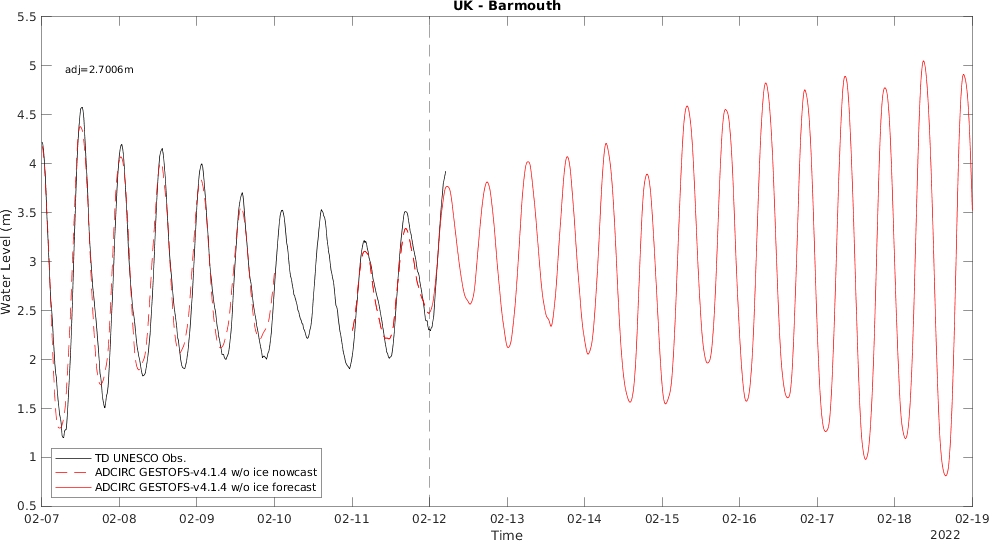 UK - Barmouth
5.5
5
4.5
4
3.5
3
2.5
2
1.5
1
0.5
Water Level (m)
adj=2.7006m
TD UNESCO Obs.
ADCIRC GESTOFS-v4.1.4 w/o ice nowcast
ADCIRC GESTOFS-v4.1.4 w/o ice forecast
02-07 02-08 02-09 02-10 02-11 02-12 02-13 02-14 02-15 02-16 02-17 02-18 02-19
Time
2022